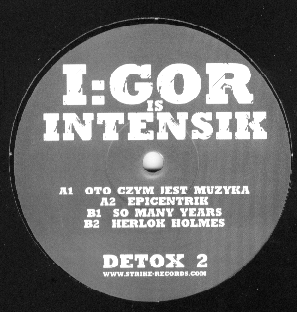 I:GOR
IS
INTENSIK
A1 OTO CZYM JEST MUZYKA
A2 EPICENTRIK
B1 SO MANY YEARS
B2 HERLOK HOLMES
DETOX 2
WWW.STRIKE-RECORDS.COM